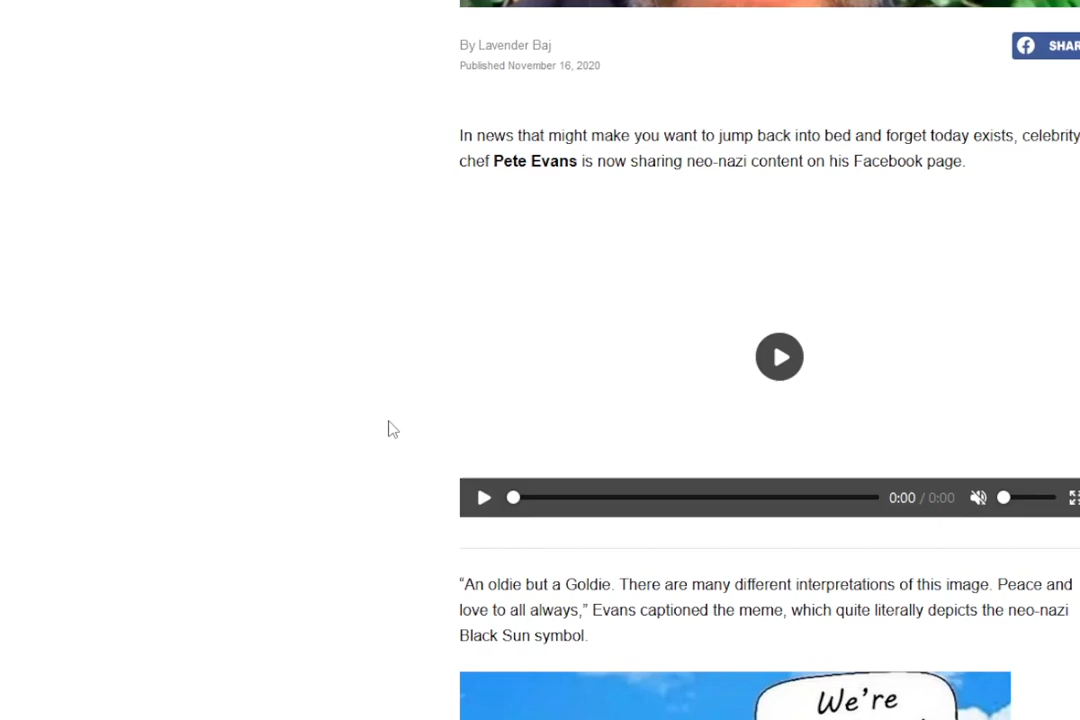 By Lavender Baj
Published November 16, 2020
In news that might make you want to jump back into bed and forget today exists, celebrity
chef Pete Evans is now sharing neo-nazi content on his Facebook page.
0:00 / 0:00
“An oldie but a Goldie. There are many different interpretations of this image. Peace and
love to all always,” Evans captioned the meme, which quite literally depicts the neo-nazi
Black Sun symbol.
We're